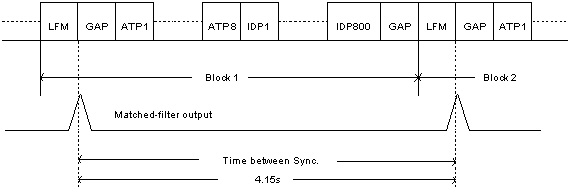 LFM GAP ATP1 ATP8 IDP1 IDP800 GAP LFM GAP ATP1
Block 1 Block 2
Matched-filter output
Time between Sync.
4.15s